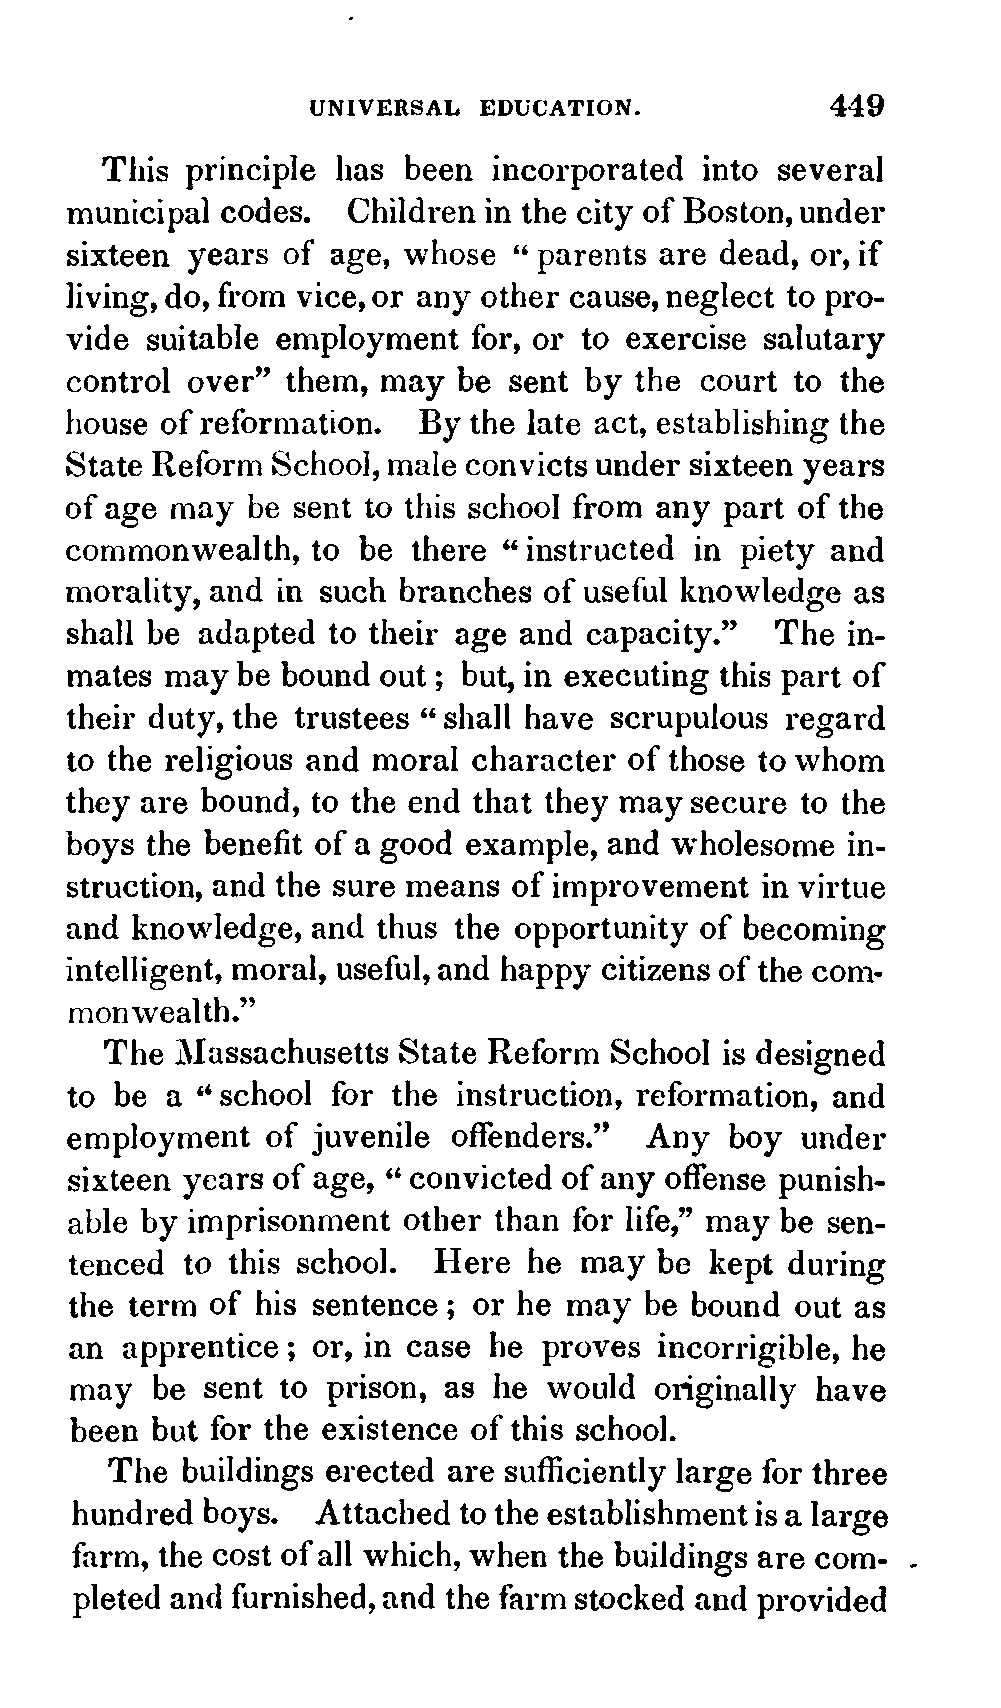 UNIVERSAL EDUCATION. 449
This principle has been incorporated into several
municipal codes. Children in the city of Boston, under
sixteen years of age, whose “ parents are dead, or, if
living, do, from vice, or any other cause, neglect to pro-
vide suitable employment for, or to exercise salutary
control over” them, may be sent by the court to the
house of reformation. By the late act, establishing the
State Reform School, male convicts under sixteen years
of age may be sent to this school from any part of the
commonwealth, to be there “ instructed in piety and
morality, and in such branches of useful knowledge as
shall be adapted to their age and capacity.” The in-
mates may be bound out ; but, in executing this part of
their duty, the trustees “ shall have scrupulous regard
to the religious and moral character of those to whom
they are bound, to the end that they may secure to the
boys the benefit of a good example, and wholesome in-
struction, and the sure means of improvement in virtue
and knowledge, and thus the opportunity of becoming
intelligent, moral, useful, and happy citizens of the com-
monwealth.”
The Massachusetts State Reform School is designed
to be a “ school for the instruction, reformation, and
employment of juvenile offenders.” Any boy under
sixteen years of age, “ convicted of any offense punish-
able by imprisonment other than for life,” may be sen-
tenced to this school. Here he may be kept during
the term of his sentence ; or he may be bound out as
an apprentice ; or, in case he proves incorrigible, he
may be sent to prison, as he would originally have
been but for the existence of this school.
The buildings erected are sufficiently large for three
hundred boys. Attached to the establishment is a large
farm, the cost of all which, when the buildings are com-
pleted and furnished, and the farm stocked and provided